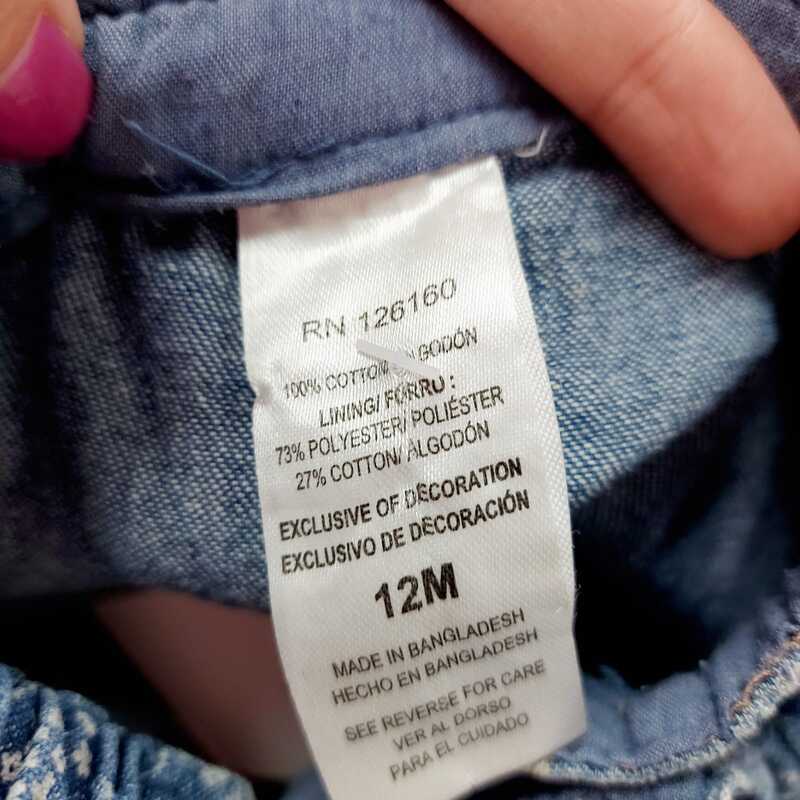 RN 126160
100% COTTON ALGODÓN
LINING/ FORRO :
73% POLYESTER/ POLIÉSTER
27% COTTON/ ALGODÓN
EXCLUSIVE OF DECORATION
EXCLUSIVO DE DECORACIÓN
12M
MADE IN BANGLADESH
HECHO EN BANGLADESH
SEE REVERSE FOR CARE
VER AL DORSO
PARA EL CUIDADO